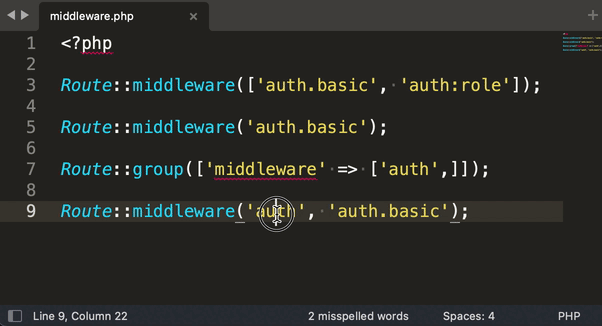 middleware.php
1 <?php
2
3 Route::middleware(['auth.basic', 'auth:role']);
4
5 Route::middleware('auth.basic');
6
7 Route::group(['middleware' => ['auth',]]);
8
9 Route::middleware('auth', 'auth.basic');
Line 9, Column 22 2 misspelled words Spaces: 4 PHP